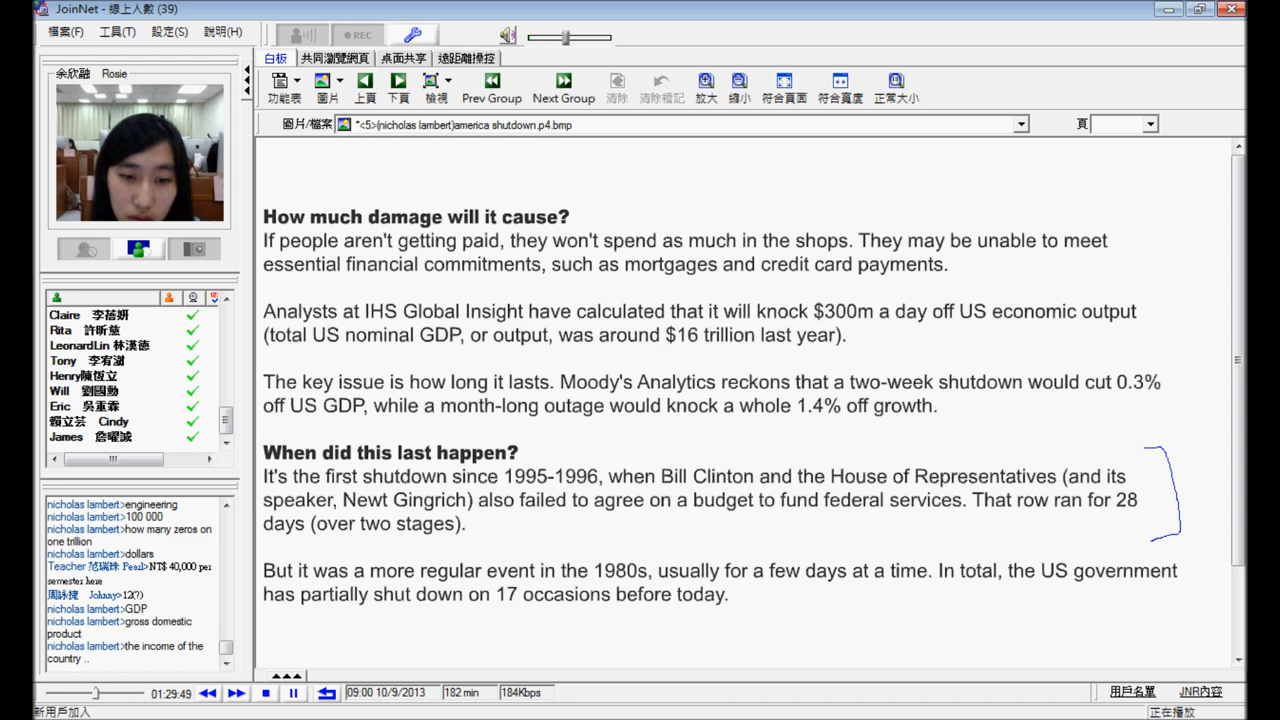 JoinNet - 線上人數 (39)
檔案(F) 工具(T) 設定(S) 說明(H)
REC
余欣融 Rosie
白板 共同瀏覽網頁 桌面共享 遠距離操控
功能表 圖片 上頁 下頁 檢視 Prev Group Next Group 清除 清除標記 放大 縮小 符合頁面 符合寬度 正常大小
圖片/檔案 *<5>(nicholas lambert)america shutdown.p4.bmp 頁
How much damage will it cause?
If people aren't getting paid, they won't spend as much in the shops. They may be unable to meet
essential financial commitments, such as mortgages and credit card payments.
Analysts at IHS Global Insight have calculated that it will knock $300m a day off US economic output
(total US nominal GDP, or output, was around $16 trillion last year).
The key issue is how long it lasts. Moody's Analytics reckons that a two-week shutdown would cut 0.3%
off US GDP, while a month-long outage would knock a whole 1.4% off growth.
When did this last happen?
It's the first shutdown since 1995-1996, when Bill Clinton and the House of Representatives (and its
speaker, Newt Gingrich) also failed to agree on a budget to fund federal services. That row ran for 28
days (over two stages).
But it was a more regular event in the 1980s, usually for a few days at a time. In total, the US government
has partially shut down on 17 occasions before today.
Claire 李蓓妍
Rita 許昕慈
LeonardLin 林漢德
Tony 李宥澍
Henry陳恆立
Will 劉國勳
Eric 吳重霖
賴立芸 Cindy
James 詹曜誠
nicholas lambert>engineering
nicholas lambert>100 000
nicholas lambert>how many zeros on
one trillion
nicholas lambert>dollars
Teacher 范瑞珠 Pearl>NT$ 40,000 per
semester here
周詠捷 Johnny>12(?)
nicholas lambert>GDP
nicholas lambert>gross domestic
product
nicholas lambert>the income of the
country ..
01:29:49 09:00 10/9/2013 182 min 184Kbps 用戶名單 JNR內容
新用戶加入 正在播放